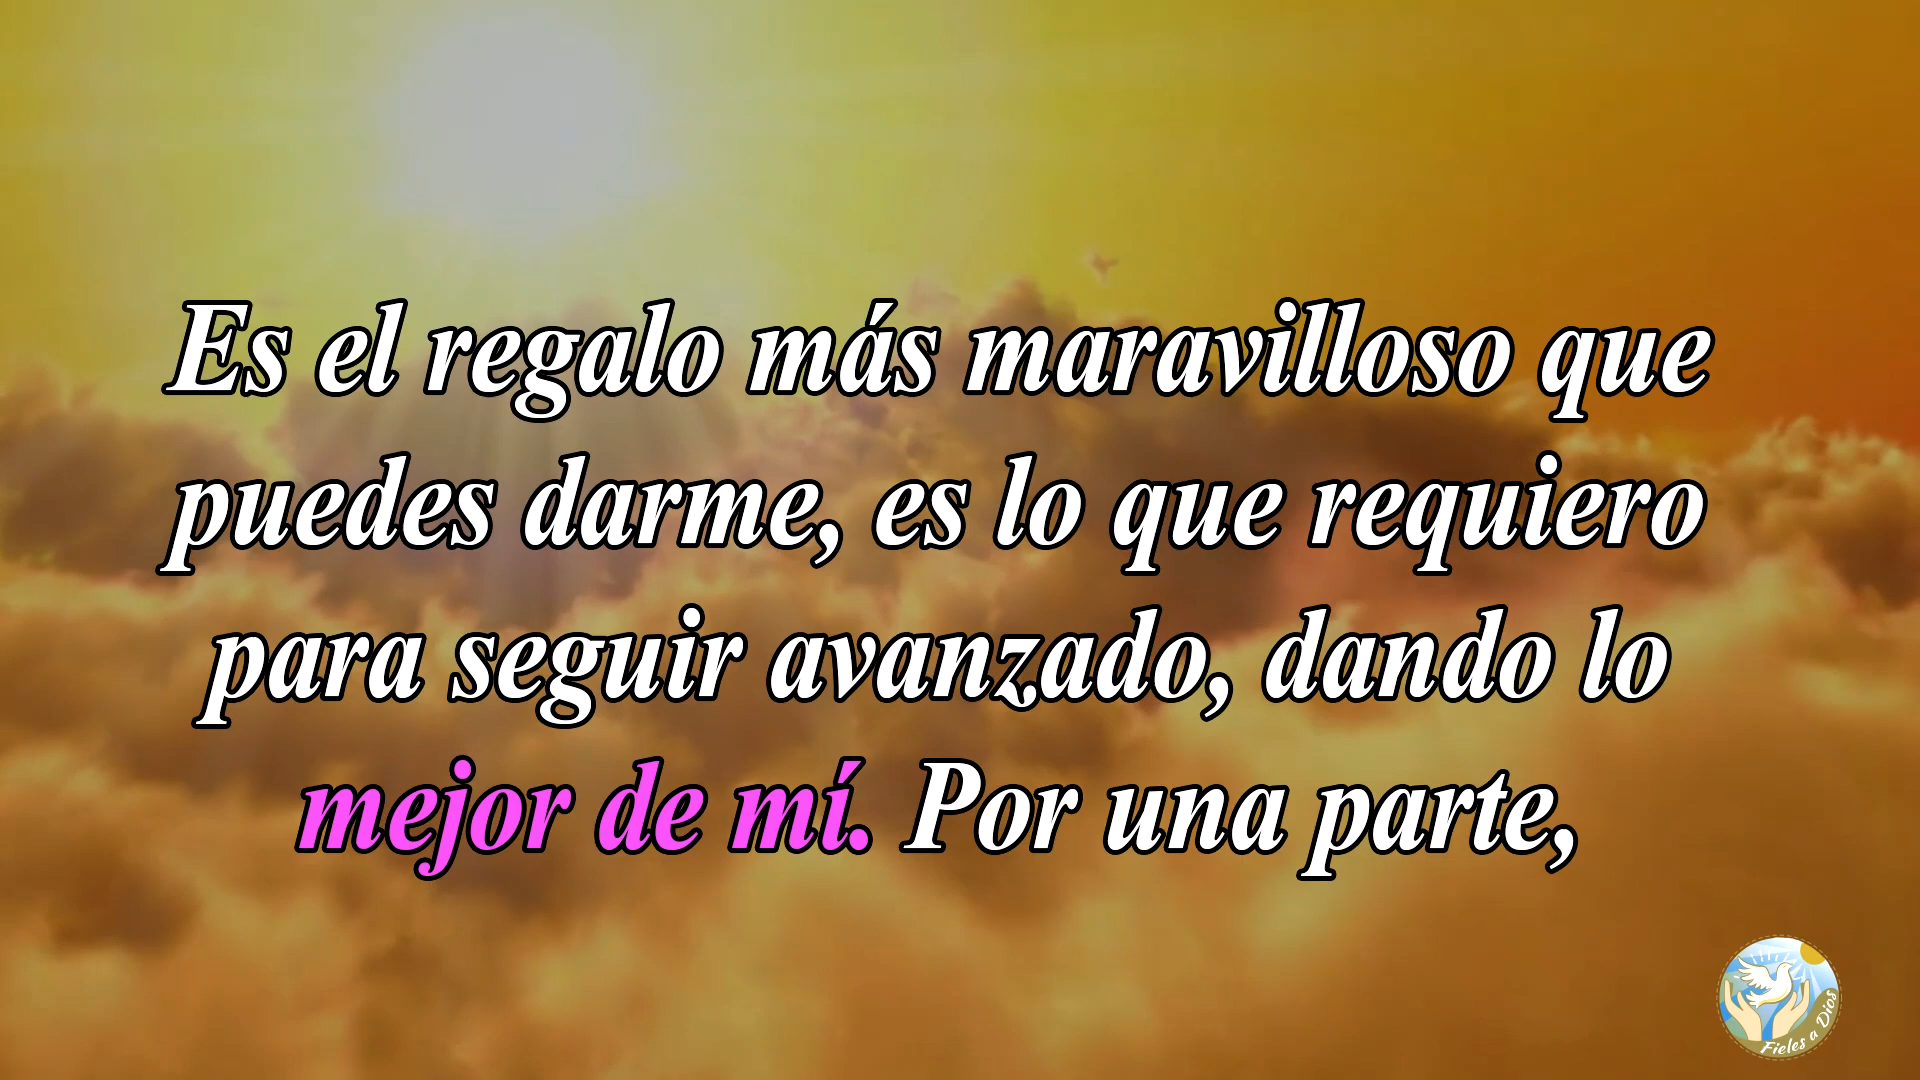 Es el regalo más maravilloso que
puedes darme, es lo que requiero
para seguir avanzado, dando lo
mejor de mí. Por una parte,
Fieles a Dios